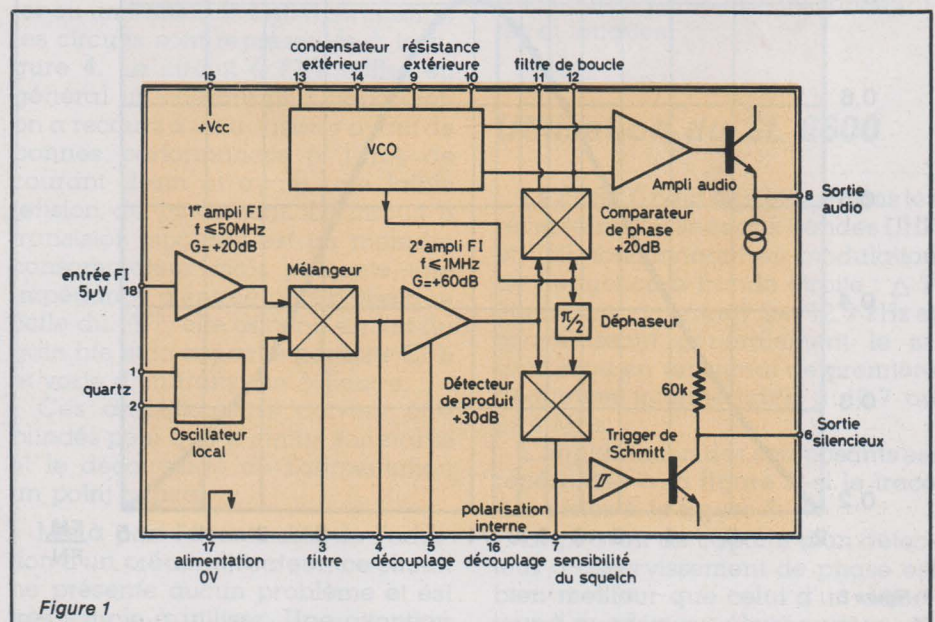 condensateur
extérieur
résistance
extérieure
filtre de boucle
15
13
14
9
10
11
12
+Vcc
VCO
Ampli audio
8
Sortie
audio
1er ampli FI
f ≤ 50MHz
G = +20dB
2e ampli FI
f ≤ 1MHz
G = +60dB
Comparateur
de phase
+20dB
entrée FI
5µV
18
Mélangeur
π/2
Déphaseur
1
quartz
2
Oscillateur
local
Détecteur
de produit
+30dB
60k
Trigger de
Schmitt
6
Sortie
silencieux
polarisation
interne
17
3
4
5
16
7
alimentation
0V
découplage
découplage
sensibilité
du squelch
Figure 1